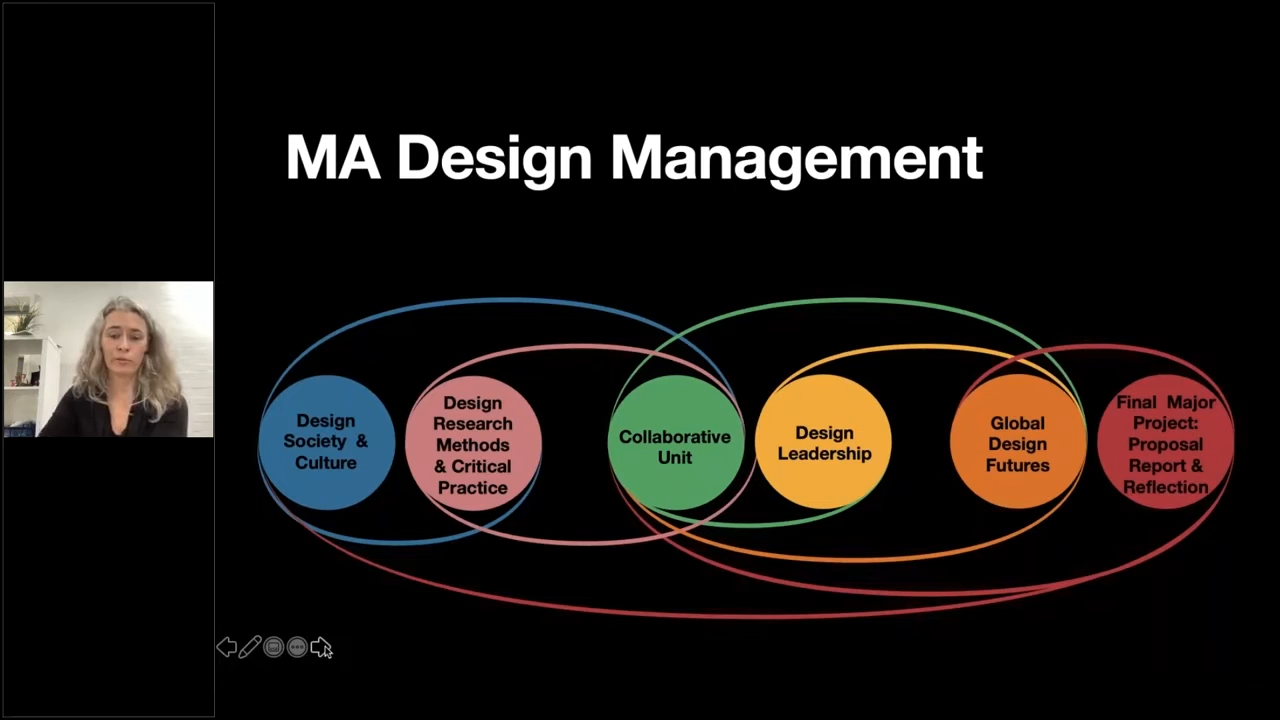 MA Design Management
Design
Society & 
Culture
Design
Research
Methods
& Critical
Practice
Collaborative
Unit
Design
Leadership
Global
Design
Futures
Final Major
Project:
Proposal
Report &
Reflection